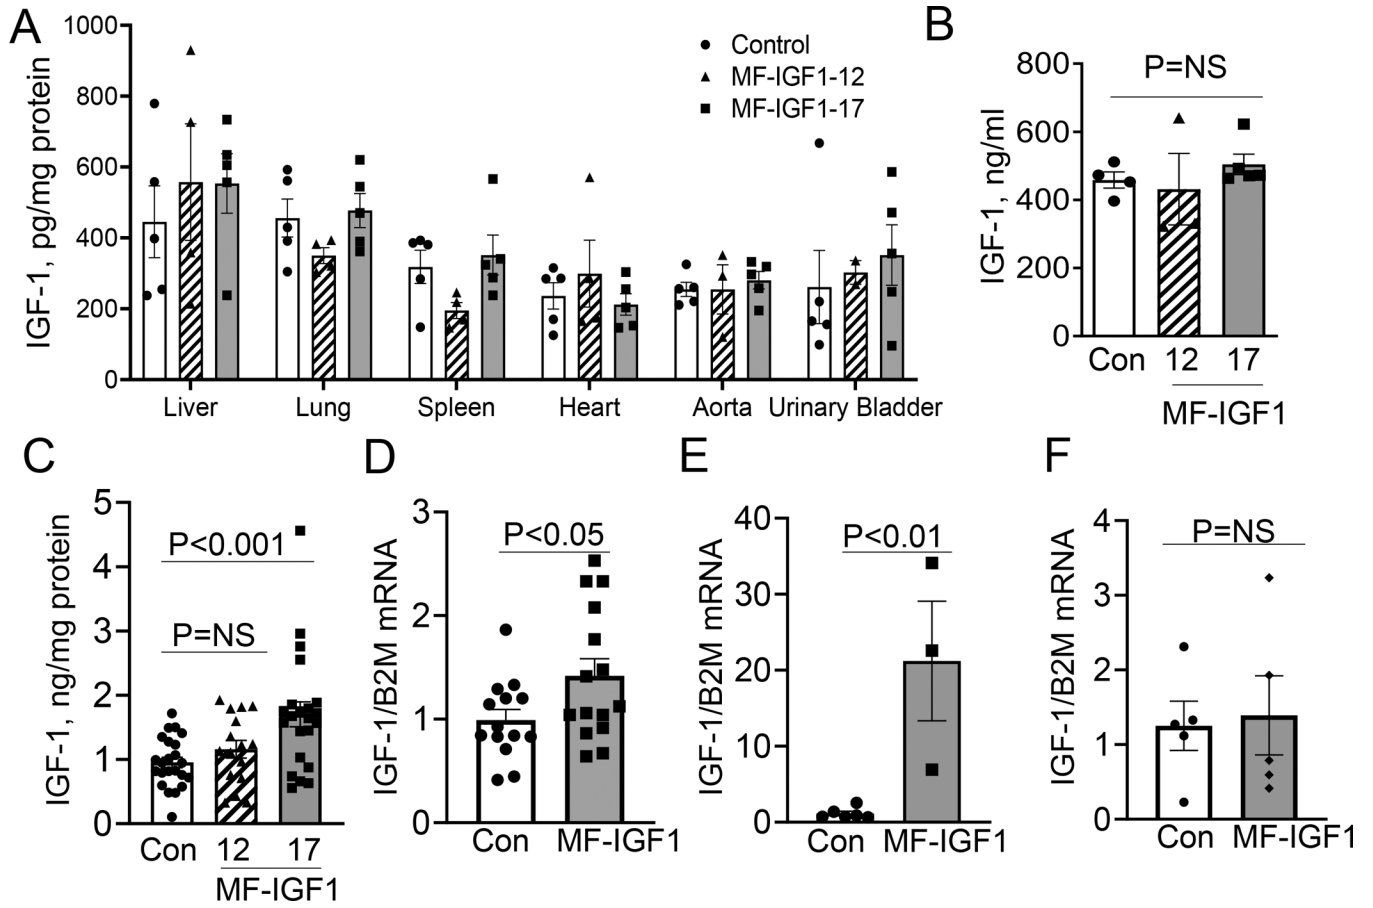 A
IGF-1, pg/mg protein
1000
800
600
400
200
0
Control
MF-IGF1-12
MF-IGF1-17
Liver Lung Spleen Heart Aorta Urinary Bladder
B
IGF-1, ng/ml
800
600
400
200
0
P=NS
Con 12 17
MF-IGF1
C
IGF-1, ng/mg protein
5
4
3
2
1
0
P<0.001
P=NS
Con 12 17
MF-IGF1
D
IGF-1/B2M mRNA
3
2
1
0
P<0.05
Con MF-IGF1
E
IGF-1/B2M mRNA
40
30
20
10
0
P<0.01
Con MF-IGF1
F
IGF-1/B2M mRNA
4
3
2
1
0
P=NS
Con MF-IGF1